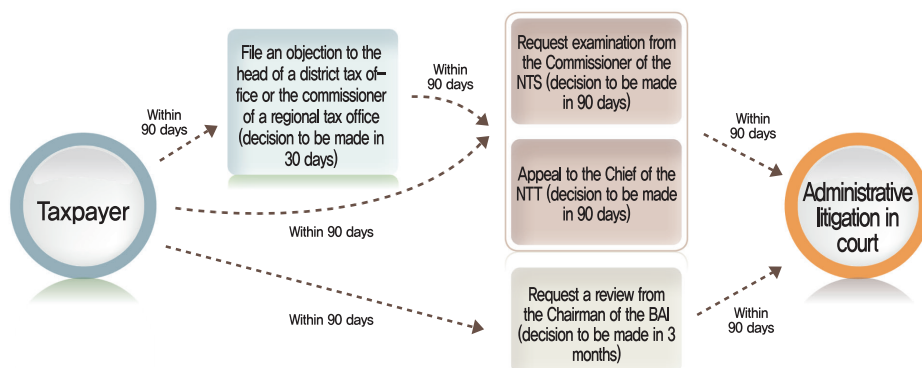 Taxpayer
Within
90 days
File an objection to the
head of a district tax of-
fice or the commissioner
of a regional tax office
(decision to be made in
30 days)
Within
90 days
Within 90 days
Within 90 days
Request examination from
the Commissioner of the
NTS (decision to be made
in 90 days)
Appeal to the Chief of the
NTT (decision to be made
in 90 days)
Request a review from
the Chairman of the BAI
(decision to be made in 3
months)
Within
90 days
Within
90 days
Administrative
litigation in
court